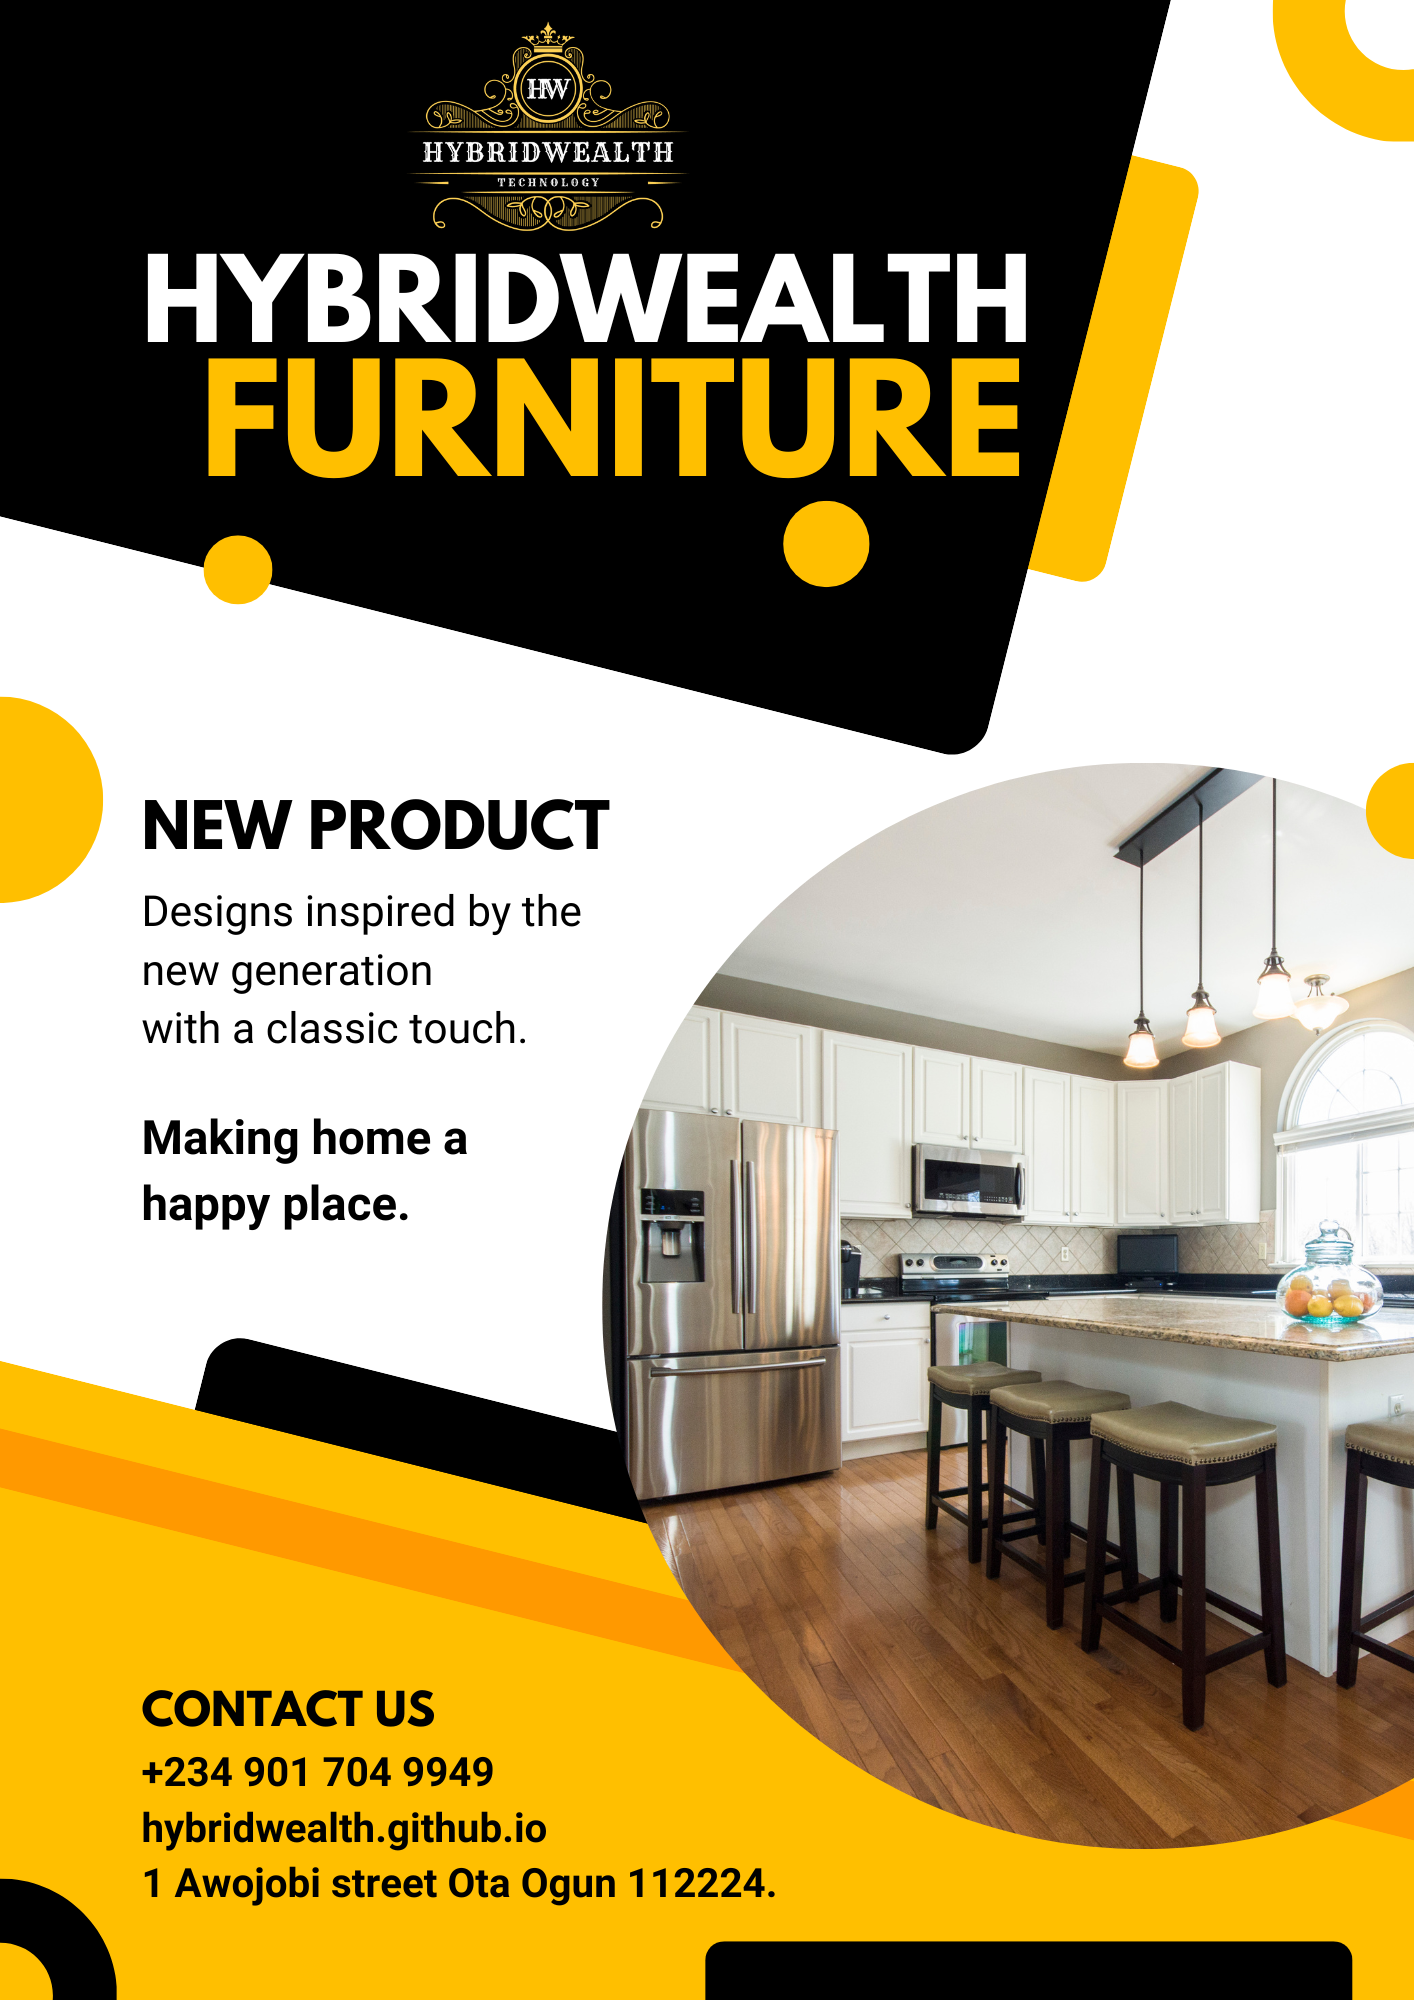 HW
HYBRIDWEALTH
TECHNOLOGY
HYBRIDWEALTH
FURNITURE
NEW PRODUCT
Designs inspired by the
new generation
with a classic touch.
Making home a
happy place.
CONTACT US
+234 901 704 9949
hybridwealth.github.io
1 Awojobi street Ota Ogun 112224.